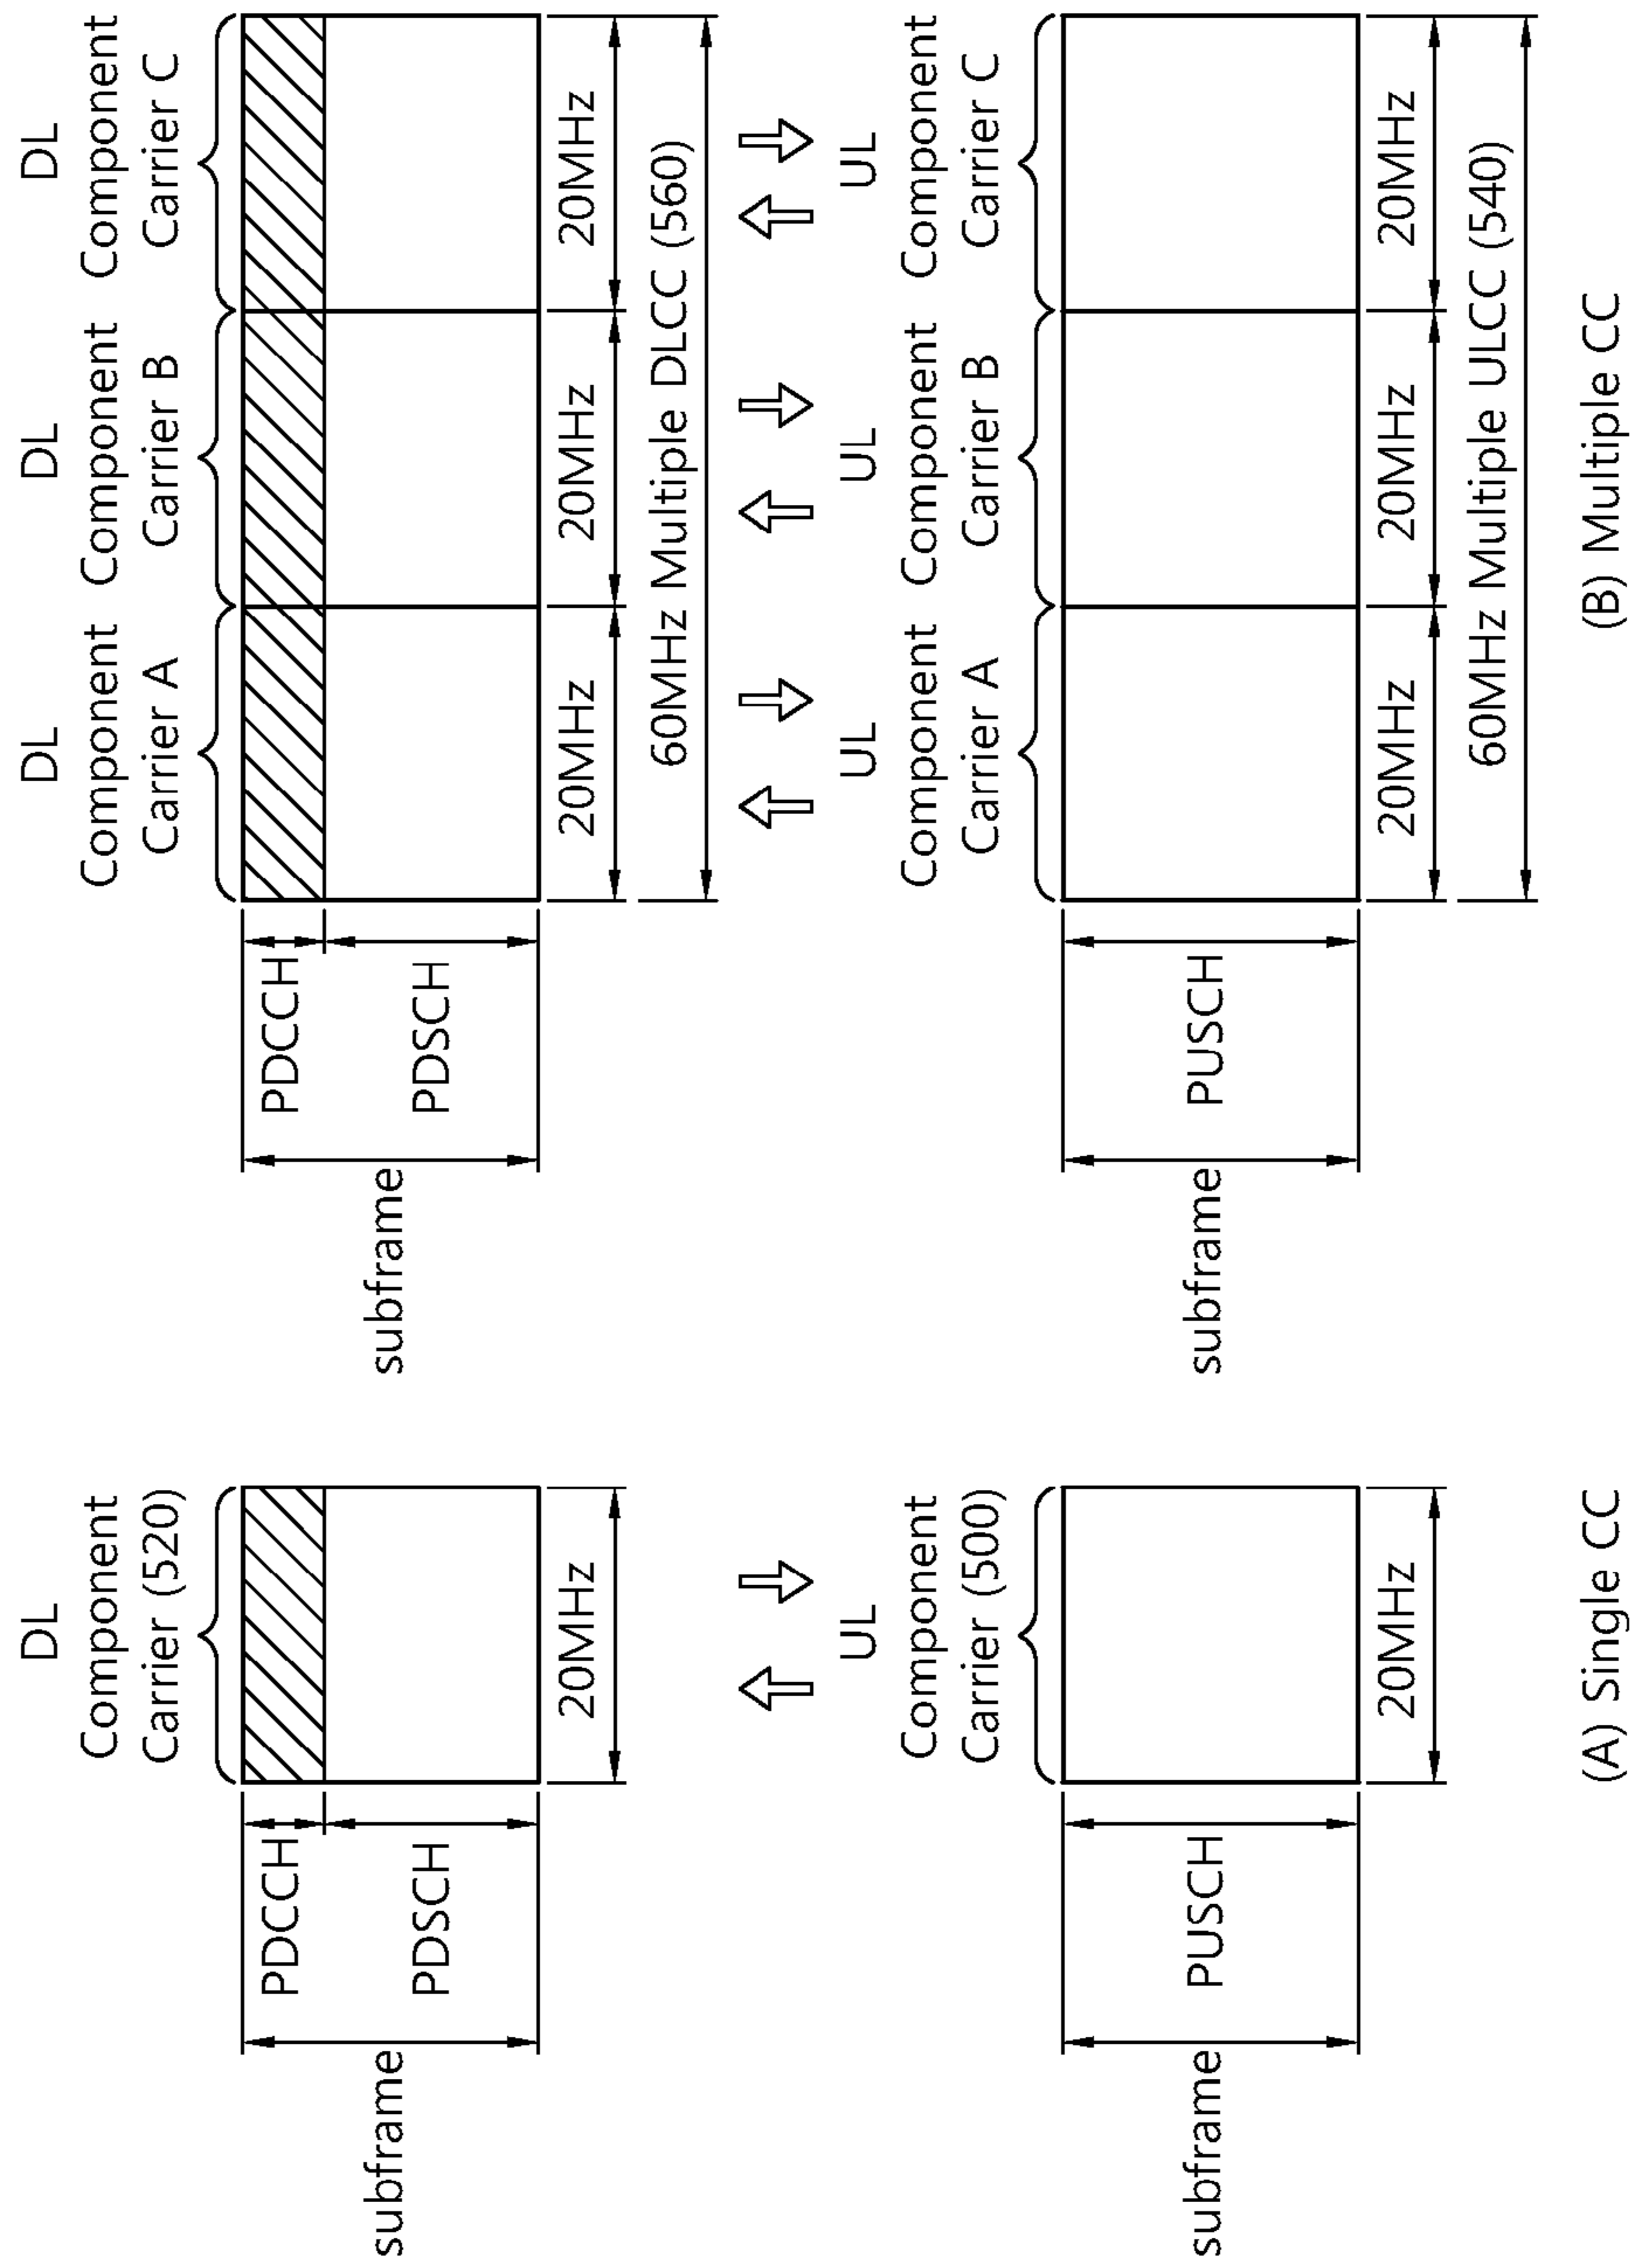 DL
Component
Carrier (520)
PDCCH
PDSCH
subframe
20MHz
UL
Component
Carrier (500)
PUSCH
subframe
20MHz
(A) Single CC
DL
Component
Carrier A
DL
Component
Carrier B
DL
Component
Carrier C
PDCCH
PDSCH
subframe
20MHz
20MHz
20MHz
60MHz Multiple DLCC (560)
UL
Component
Carrier A
UL
Component
Carrier B
UL
Component
Carrier C
PUSCH
subframe
20MHz
20MHz
20MHz
60MHz Multiple ULCC (540)
(B) Multiple CC